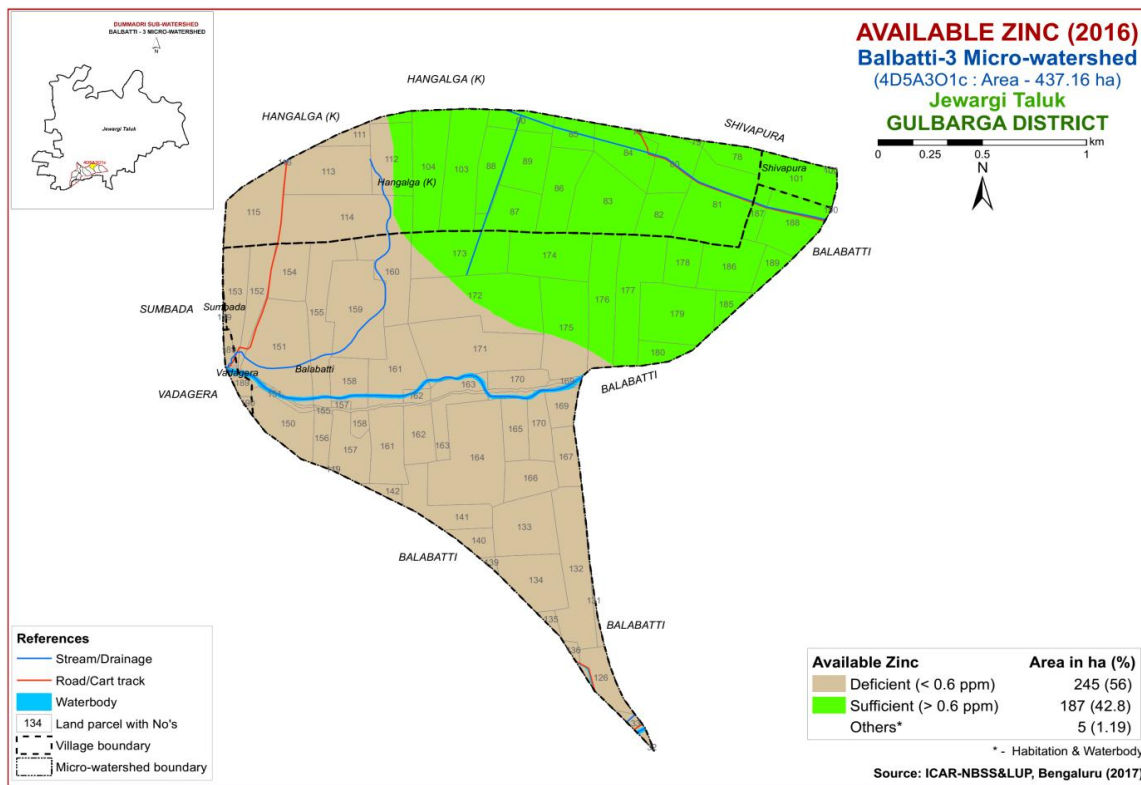 DUMMADRI SUB-WATERSHED
BALBATTI - 3 MICRO-WATERSHED
N
Jewargi Taluk
AVAILABLE ZINC (2016)
Balbatti-3 Micro-watershed
(4D5A3O1c : Area - 437.16 ha)
Jewargi Taluk
GULBARGA DISTRICT
0 0.25 0.5 1 km
N
HANGALGA (K)
HANGALGA (K)
SHIVAPURA
111
84
78
112
104
103
88
89
Shivapura
113
Hangalga (K)
86
101
83
115
114
87
82
81
187
188
BALABATTI
173
174
178
186
189
154
160
153
152
172
176
177
SUMBADA
Sumbada
155
159
179
185
175
151
171
180
Vadagera
Balabatti
161
158
170
BALABATTI
163
VADAGERA
189
162
157
169
150
158
156
162
165
170
161
163
157
164
167
166
142
141
133
140
BALABATTI
139
134
132
135
BALABATTI
136
126
References
Stream/Drainage
Road/Cart track
Waterbody
134 Land parcel with No's
Village boundary
Micro-watershed boundary
Available Zinc Area in ha (%)
Deficient (< 0.6 ppm) 245 (56)
Sufficient (> 0.6 ppm) 187 (42.8)
Others* 5 (1.19)
* - Habitation & Waterbody
Source: ICAR-NBSS&LUP, Bengaluru (2017)